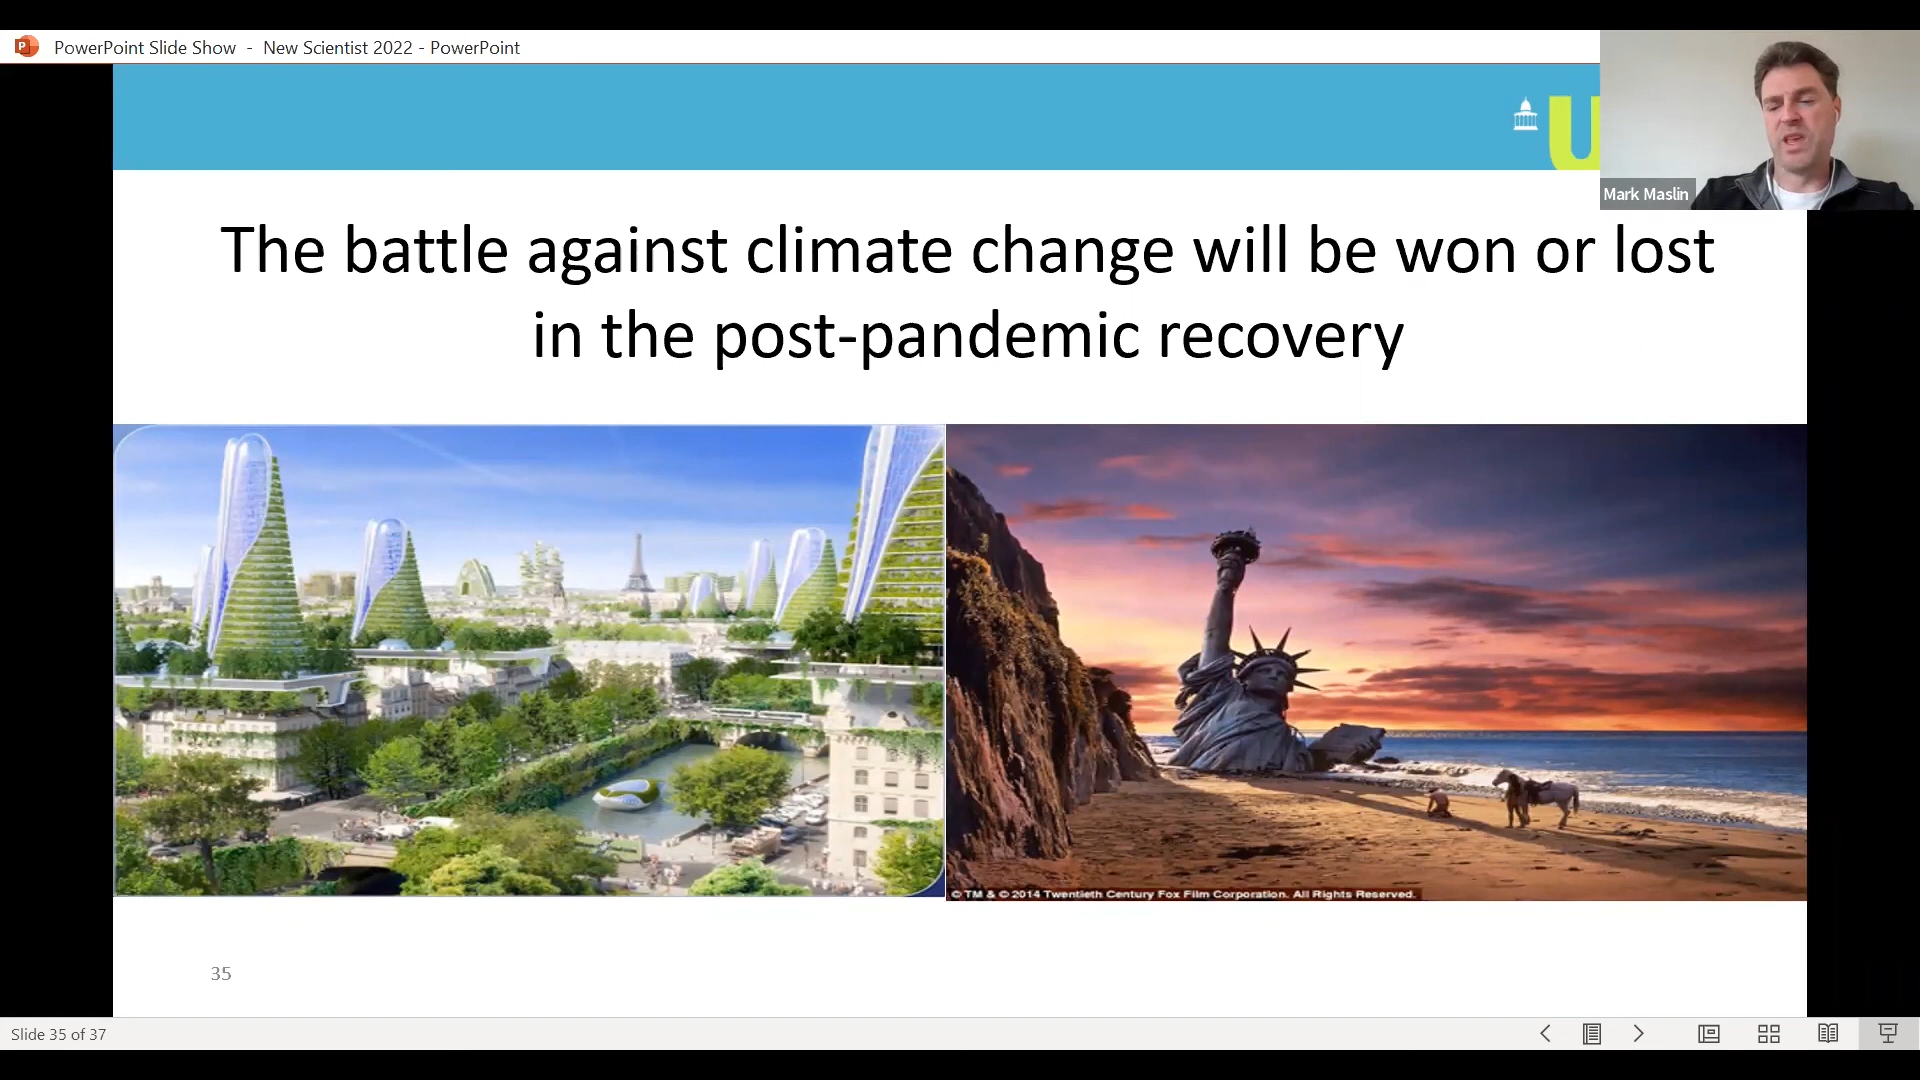 PowerPoint Slide Show - New Scientist 2022 - PowerPoint
U
Mark Maslin
The battle against climate change will be won or lost
in the post-pandemic recovery
© TM & © 2014 Twentieth Century Fox Film Corporation. All Rights Reserved.
35
Slide 35 of 37